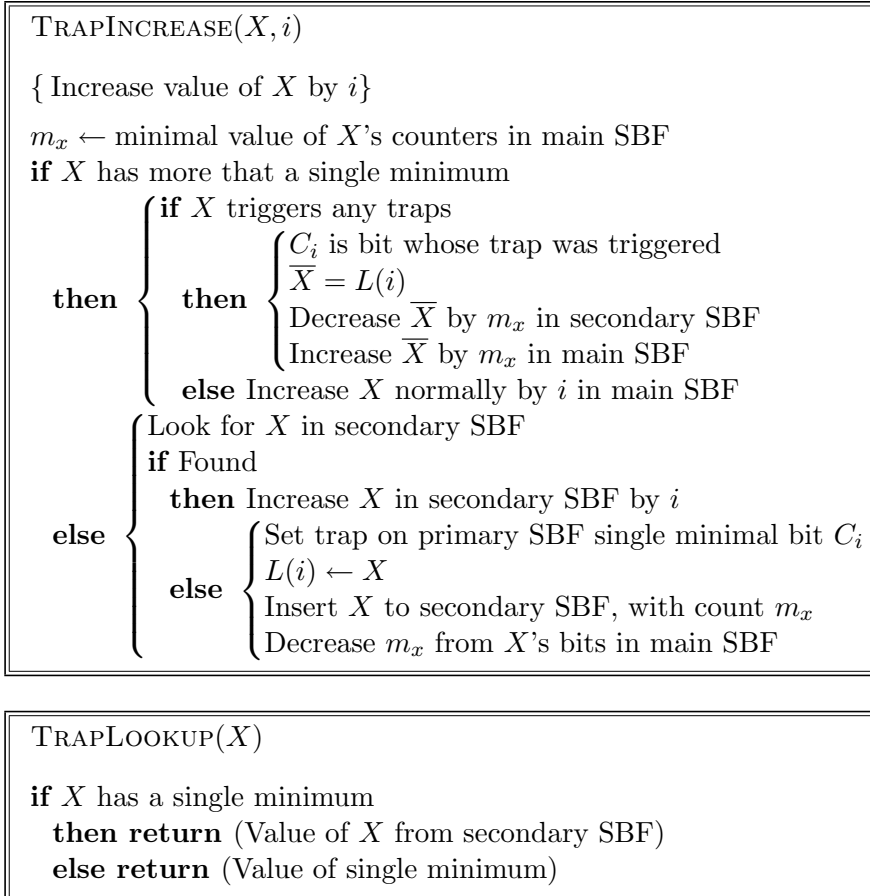 TRAPINCREASE(X, i)
{ Increase value of X by i}
m_x ← minimal value of X's counters in main SBF
if X has more that a single minimum
then { if X triggers any traps
then { C_i is bit whose trap was triggered
X̅ = L(i)
Decrease X̅ by m_x in secondary SBF
Increase X̅ by m_x in main SBF
else Increase X normally by i in main SBF
else { Look for X in secondary SBF
if Found
then Increase X in secondary SBF by i
else { Set trap on primary SBF single minimal bit C_i
L(i) ← X
Insert X to secondary SBF, with count m_x
Decrease m_x from X's bits in main SBF
TRAPLOOKUP(X)
if X has a single minimum
then return (Value of X from secondary SBF)
else return (Value of single minimum)